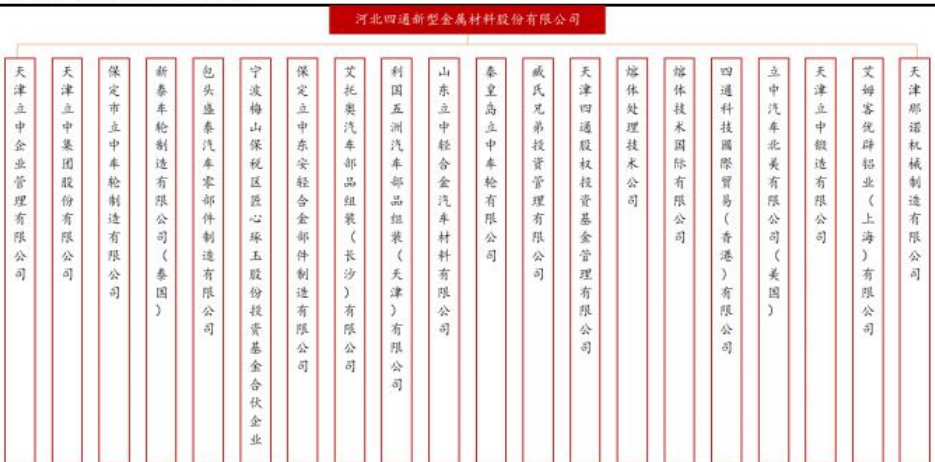 河北四通新型金属材料股份有限公司
天津立中企业管理有限公司
天津立中集团股份有限公司
保定市立中车轮制造有限公司
新泰车轮制造有限公司(泰国)
包头盛泰汽车零部件制造有限公司
宁波梅山保税区匠心琢玉股份投资基金合伙企业
保定立中东安轻合金部件制造有限公司
艾托奥汽车部品组装(长沙)有限公司
利国五洲汽车部品组装(天津)有限公司
山东立中轻合金汽车材料有限公司
秦皇岛立中车轮有限公司
臧氏兄弟投资管理有限公司
天津四通股权投资基金管理有限公司
熔体处理技术公司
熔体技术国际有限公司
四通科技國際貿易(香港)有限公司
立中汽车北美有限公司(美国)
天津立中锻造有限公司
艾姆客优辟铝业(上海)有限公司
天津那诺机械制造有限公司